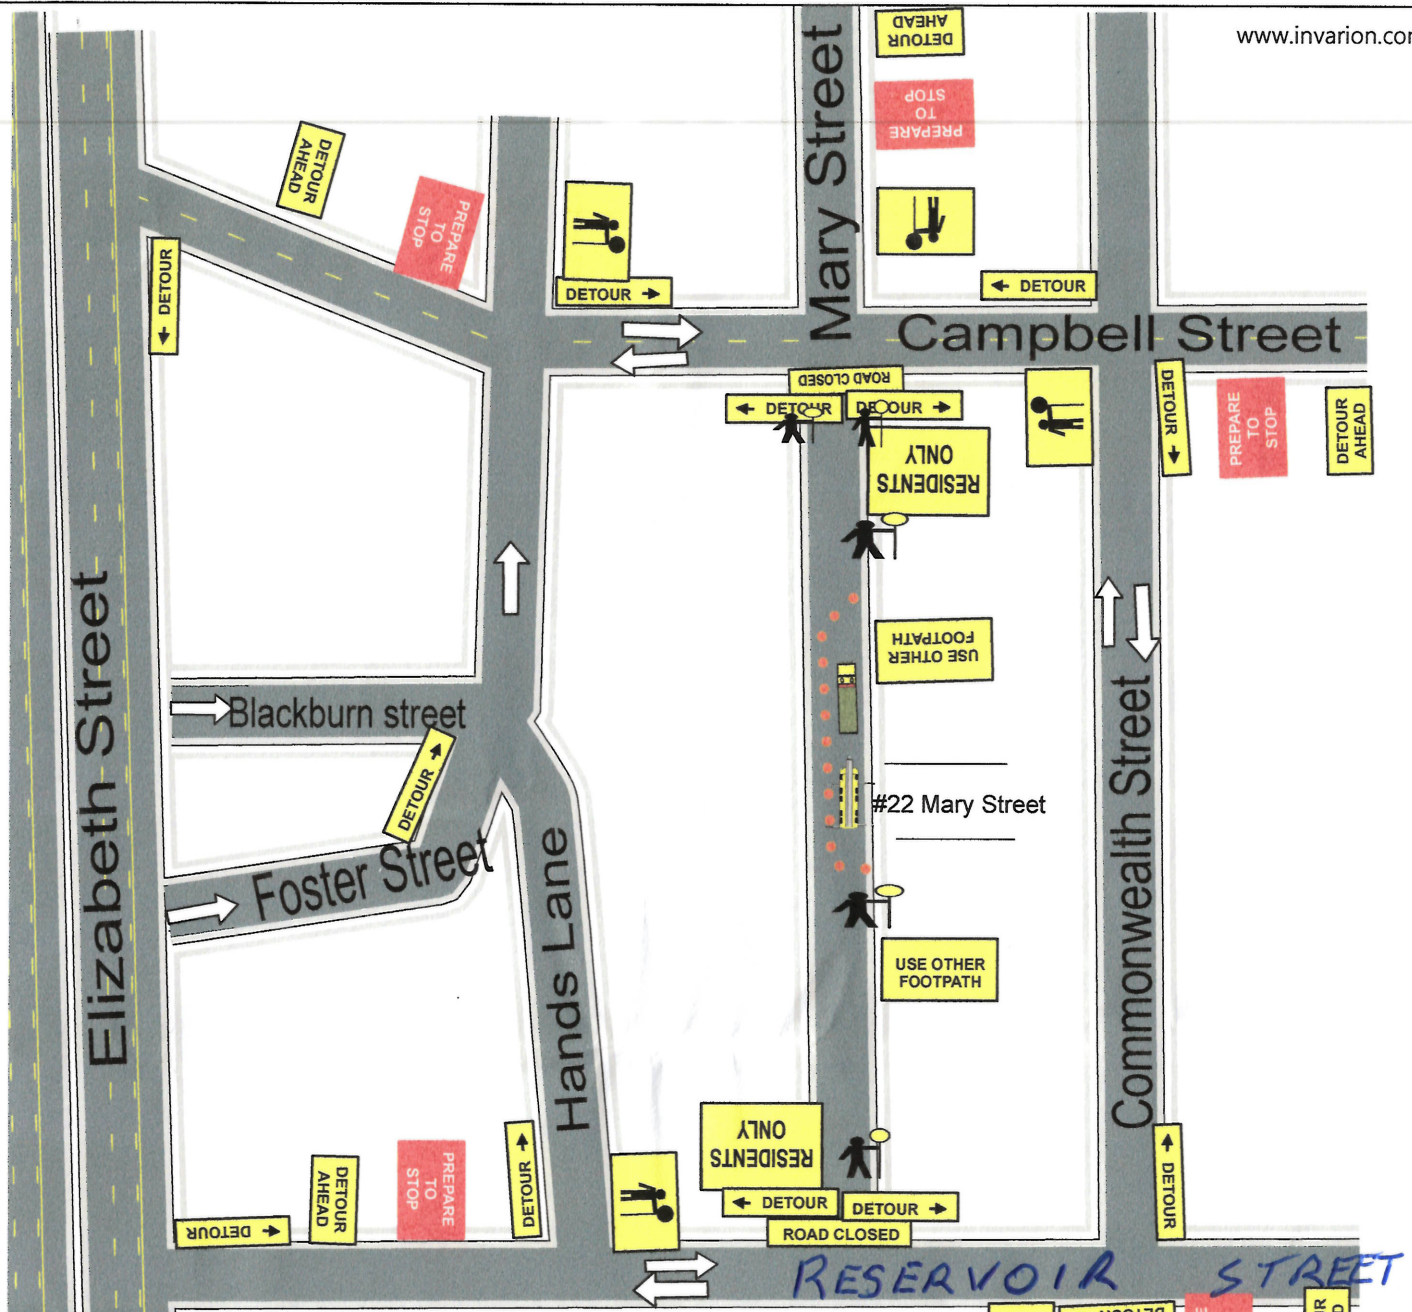 www.invarion.com
DETOUR
AHEAD
PREPARE
TO
STOP
Mary Street
DETOUR
AHEAD
PREPARE
TO
STOP
DETOUR
DETOUR
DETOUR
Campbell Street
ROAD CLOSED
DETOUR
DETOUR
RESIDENTS
ONLY
DETOUR
PREPARE
TO
STOP
DETOUR
AHEAD
USE OTHER
FOOTPATH
Elizabeth Street
Blackburn street
DETOUR
Foster Street
Hands Lane
#22 Mary Street
Commonwealth Street
USE OTHER
FOOTPATH
RESIDENTS
ONLY
DETOUR
DETOUR
ROAD CLOSED
DETOUR
DETOUR
AHEAD
PREPARE
TO
STOP
DETOUR
DETOUR
RESERVOIR STREET
DETOUR